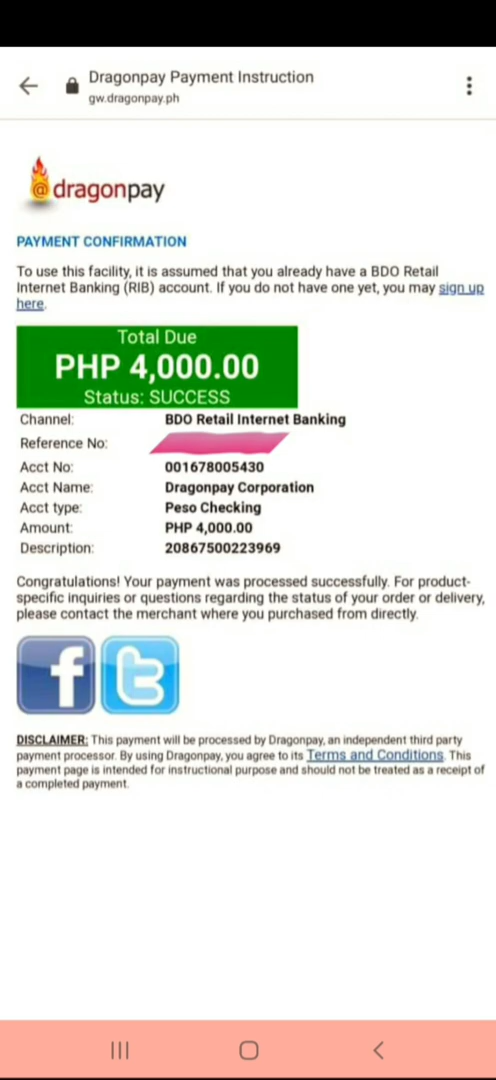 Dragonpay Payment Instruction
gw.dragonpay.ph
@dragonpay
PAYMENT CONFIRMATION
To use this facility, it is assumed that you already have a BDO Retail
Internet Banking (RIB) account. If you do not have one yet, you may sign up
here.
Total Due
PHP 4,000.00
Status: SUCCESS
Channel: BDO Retail Internet Banking
Reference No:
Acct No: 001678005430
Acct Name: Dragonpay Corporation
Acct type: Peso Checking
Amount: PHP 4,000.00
Description: 20867500223969
Congratulations! Your payment was processed successfully. For product-
specific inquiries or questions regarding the status of your order or delivery,
please contact the merchant where you purchased from directly.
f t
DISCLAIMER: This payment will be processed by Dragonpay, an independent third party
payment processor. By using Dragonpay, you agree to its Terms and Conditions. This
payment page is intended for instructional purpose and should not be treated as a receipt of
a completed payment.